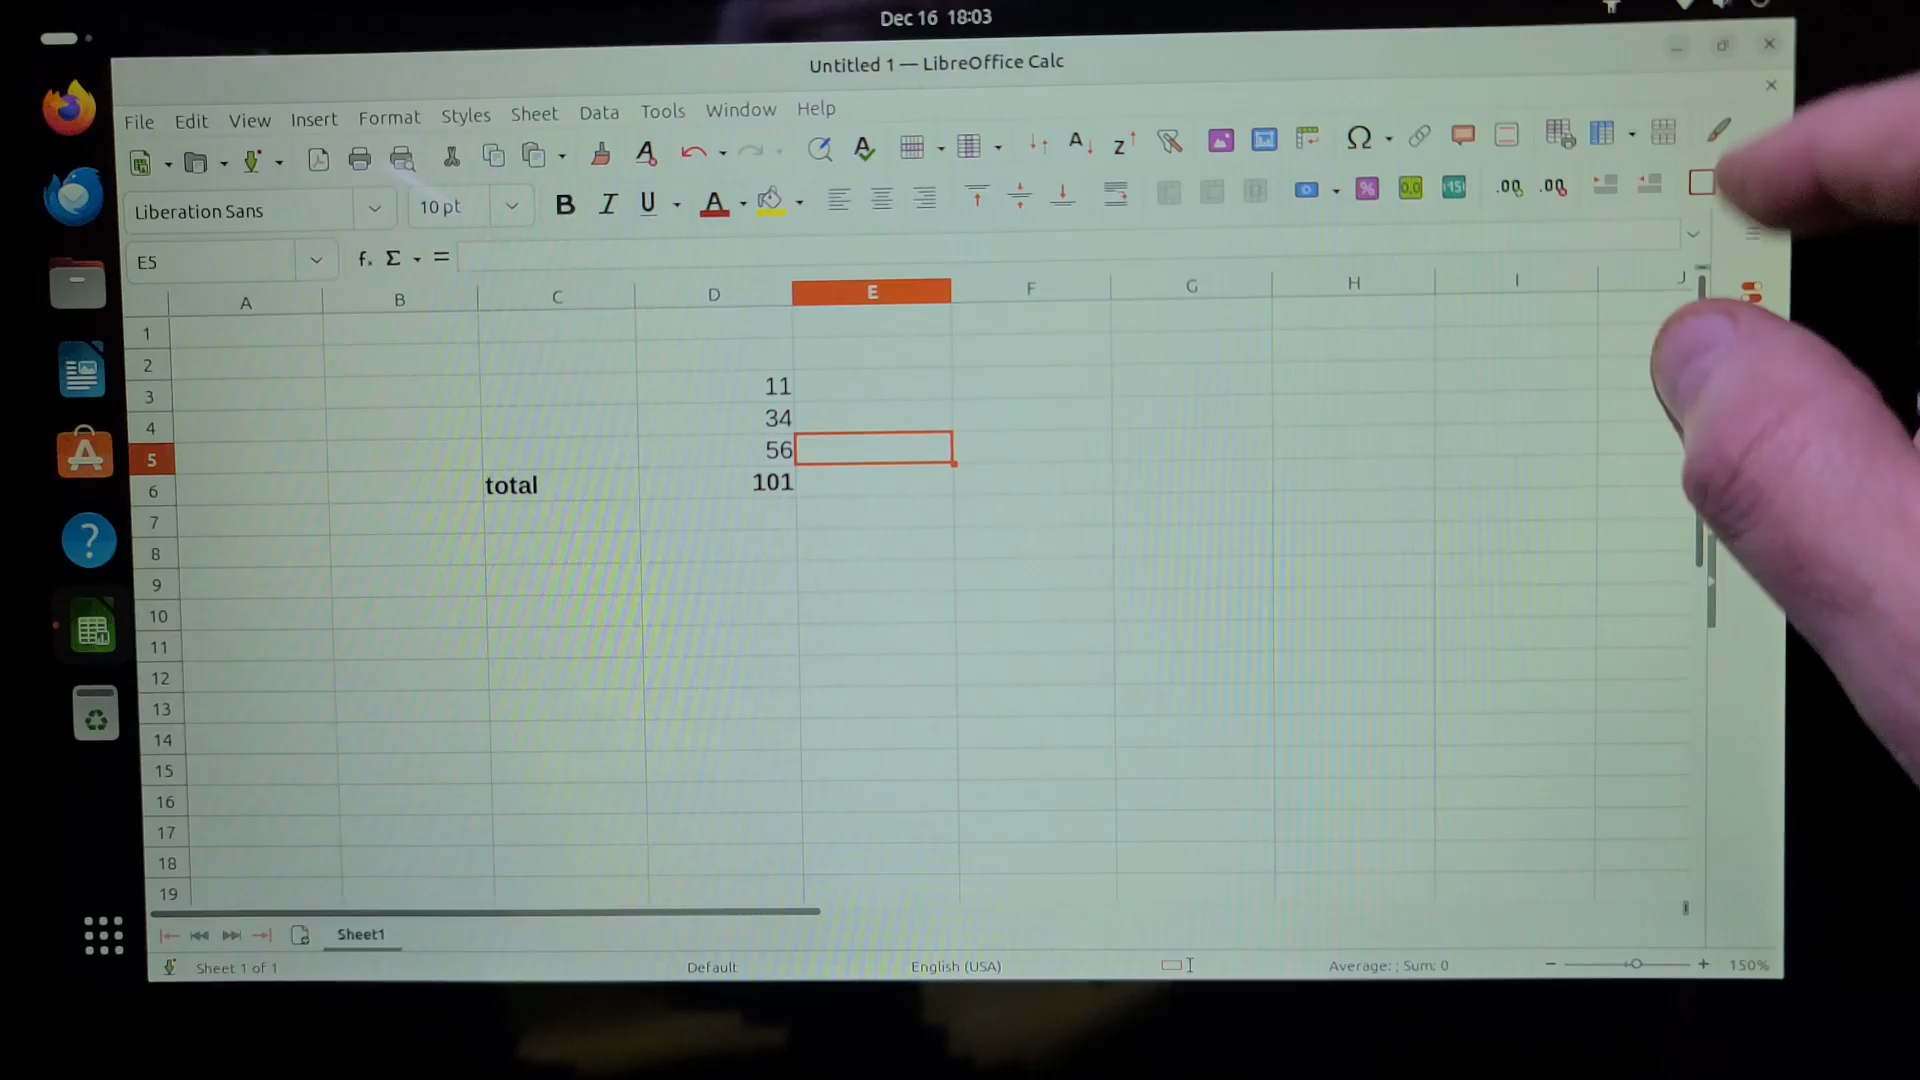 Dec 16 18:03
Untitled 1 — LibreOffice Calc
File Edit View Insert Format Styles Sheet Data Tools Window Help
Liberation Sans 10 pt B I U A
E5 fx Σ =
A B C D E F G H I J
1
2
3 11
4 34
5 56
6 total 101
7
8
9
10
11
12
13
14
15
16
17
18
19
Sheet1
Sheet 1 of 1 Default English (USA) Average: ; Sum: 0 150%